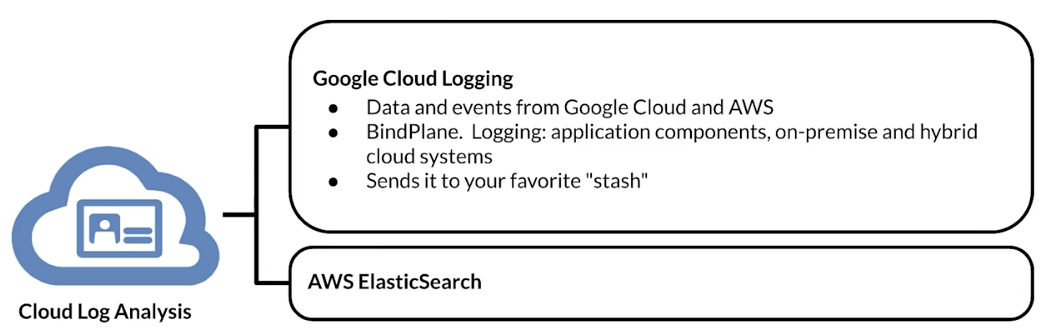 Google Cloud Logging
● Data and events from Google Cloud and AWS
● BindPlane. Logging: application components, on-premise and hybrid
cloud systems
● Sends it to your favorite "stash"
AWS ElasticSearch
Cloud Log Analysis